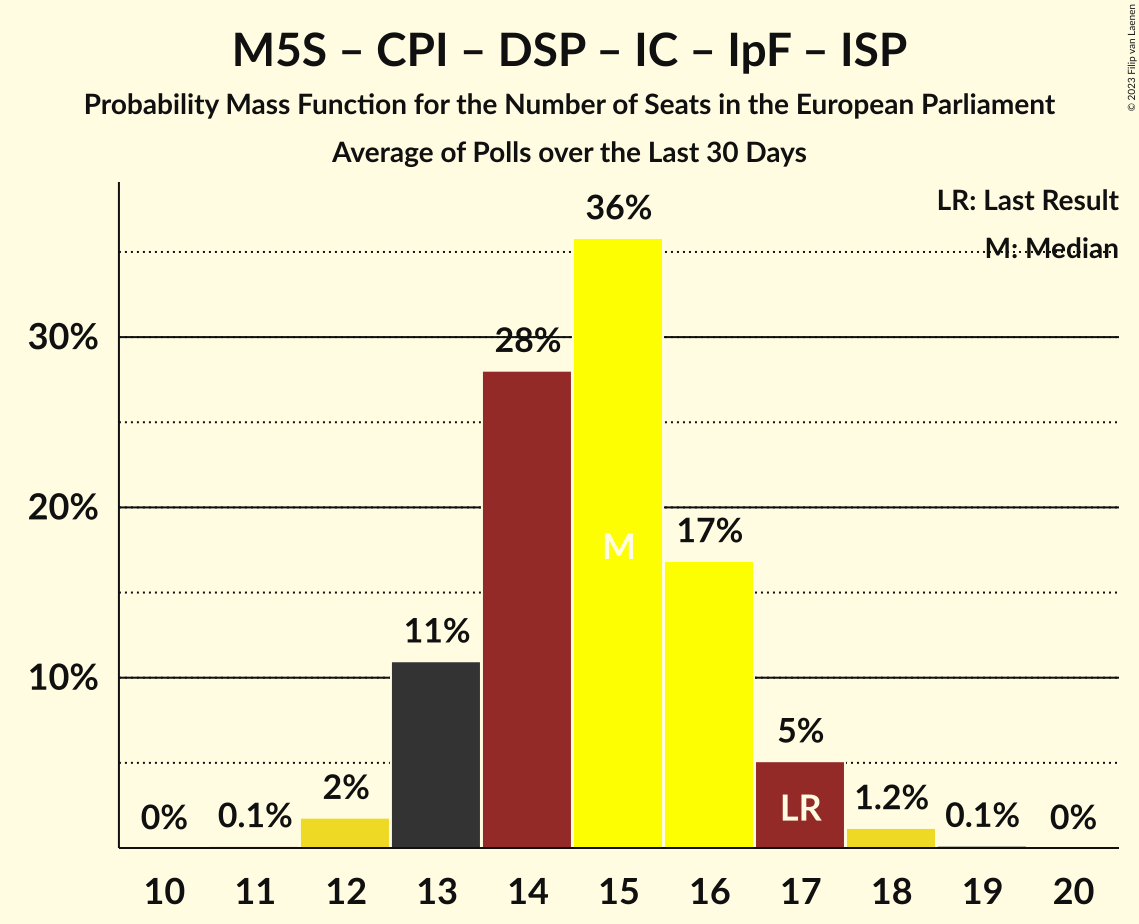 M5S – CPI – DSP – IC – IpF – ISP
Probability Mass Function for the Number of Seats in the European Parliament
Average of Polls over the Last 30 Days
© 2023 Filip van Laenen
LR: Last Result
M: Median
30%
20%
10%
0%
0.1%
2%
11%
28%
36%
M
17%
5%
LR
1.2%
0.1%
0%
10 11 12 13 14 15 16 17 18 19 20